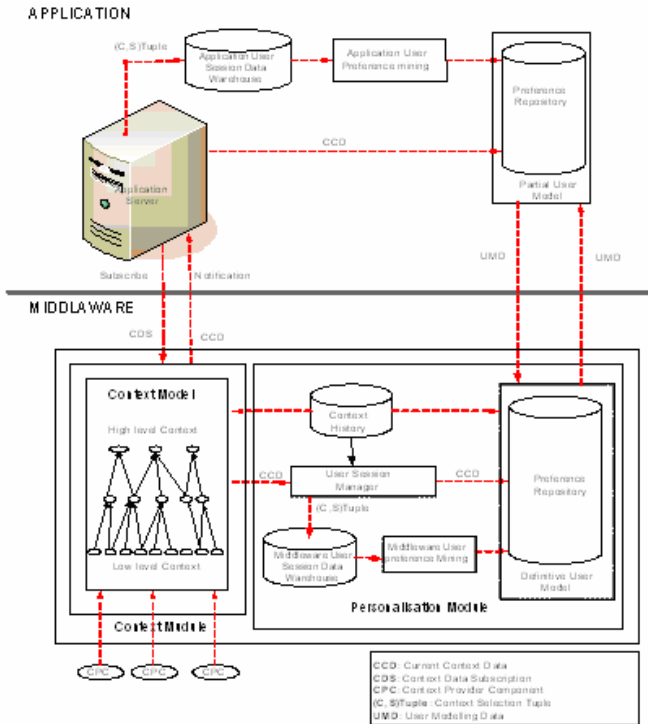 APPLICATION
(C,S)Tuple
Application User
Session Data
Warehouse
Application User
Preference mining
Preference
Repository
CCD
Application
Server
Partial User
Model
Subscribe
Notification
UMD
UMD
MIDDLAWARE
CDS
CCD
Context Model
High level Context
Context
History
CCD
User Session
Manager
CCD
Preference
Repository
(C,S)Tuple
Middleware User
Session Data
Warehouse
Middleware User
preference Mining
Low level Context
Definitive User
Model
Personalisation Module
Context Module
CPC
CPC
CPC
CCD: Current Context Data
CDS: Context Data Subscription
CPC: Context Provider Component
(C,S)Tuple: Context Selection Tuple
UMD: User Modelling Data